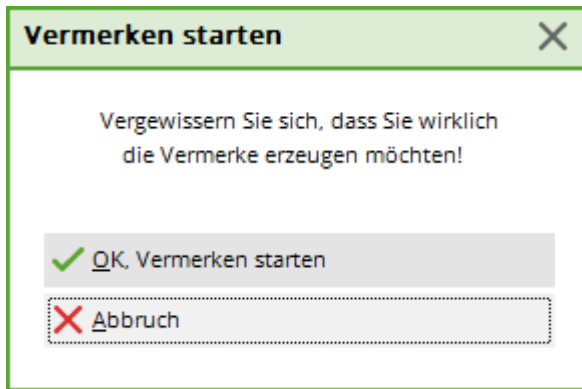 Vermerken starten
Vergewissern Sie sich, dass Sie wirklich
die Vermerke erzeugen möchten!
OK, Vermerken starten
Abbruch